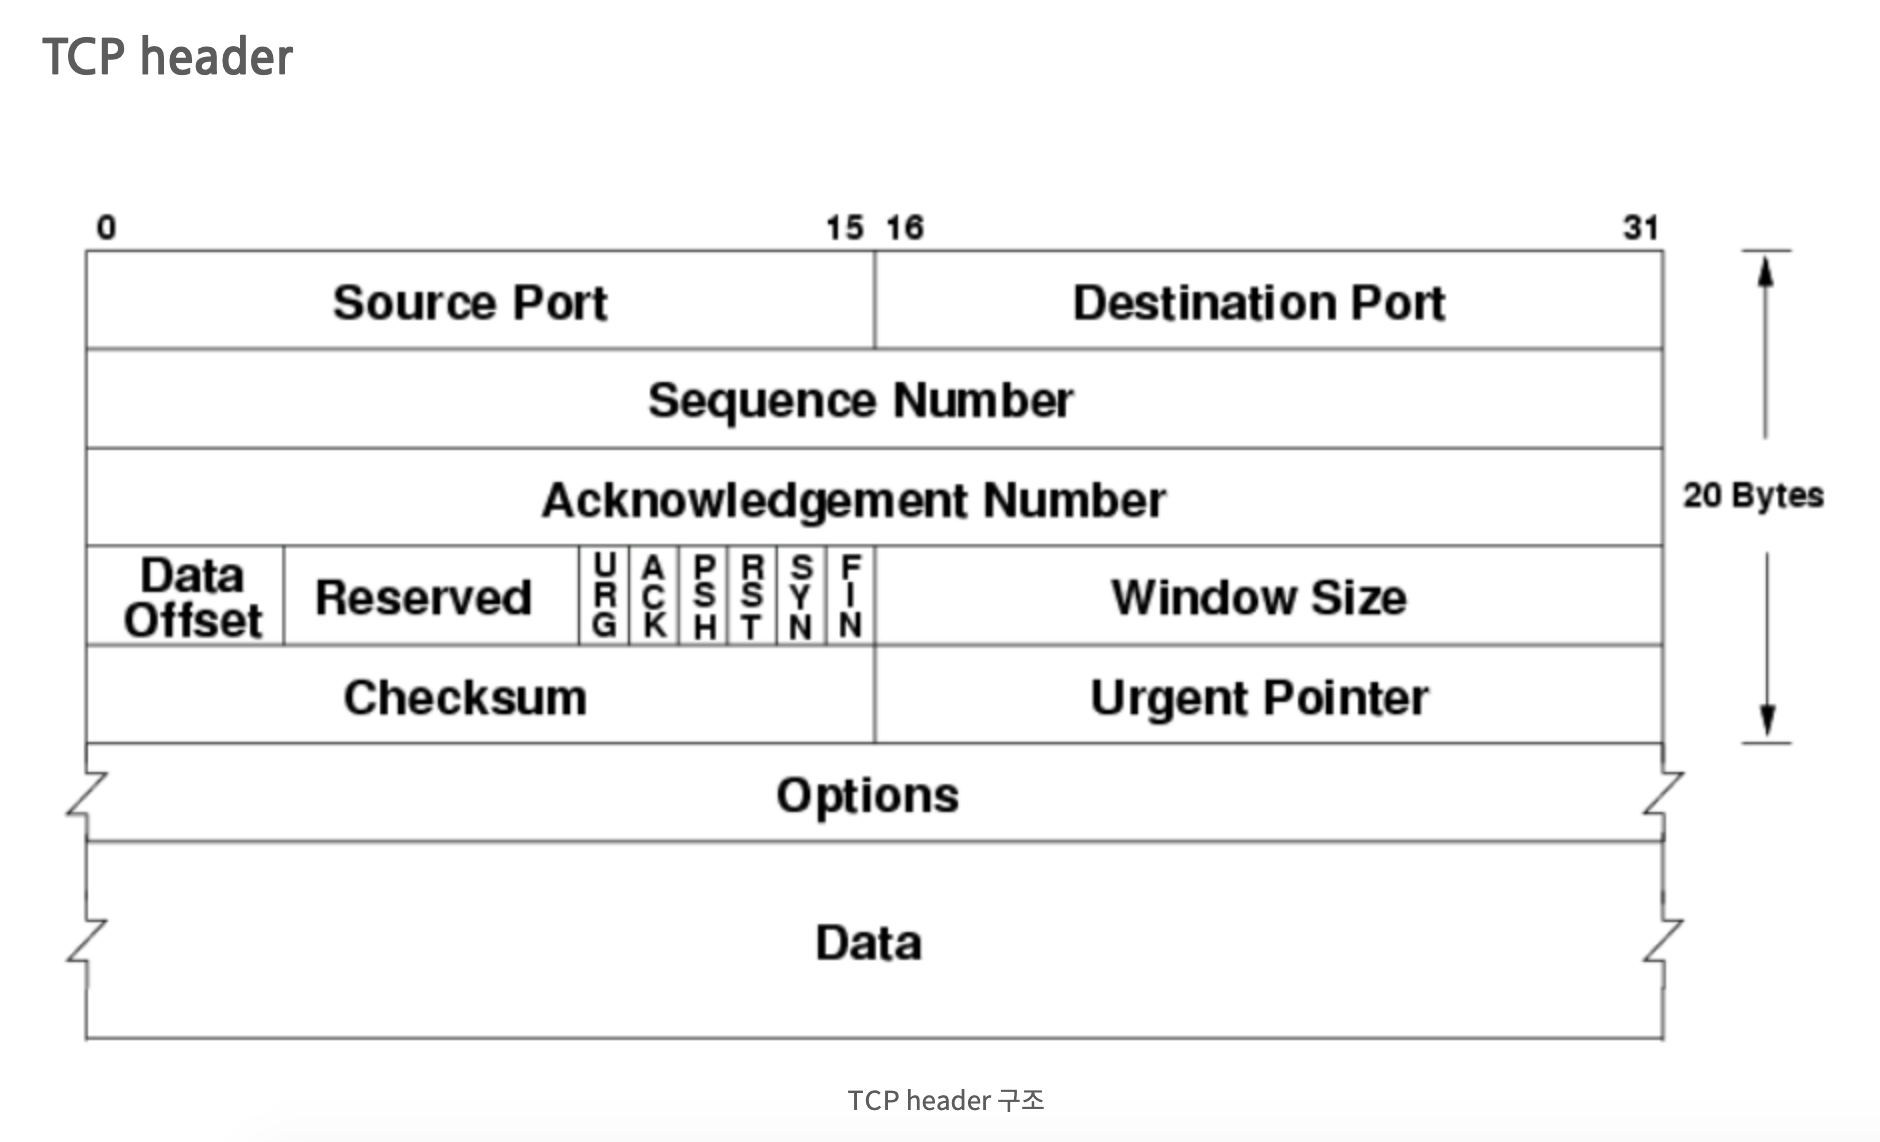 TCP header
0 15 16 31
Source Port Destination Port
Sequence Number
Acknowledgement Number
20 Bytes
Data Offset Reserved URG ACK PSH RST SYN FIN Window Size
Checksum Urgent Pointer
Options
Data
TCP header 구조